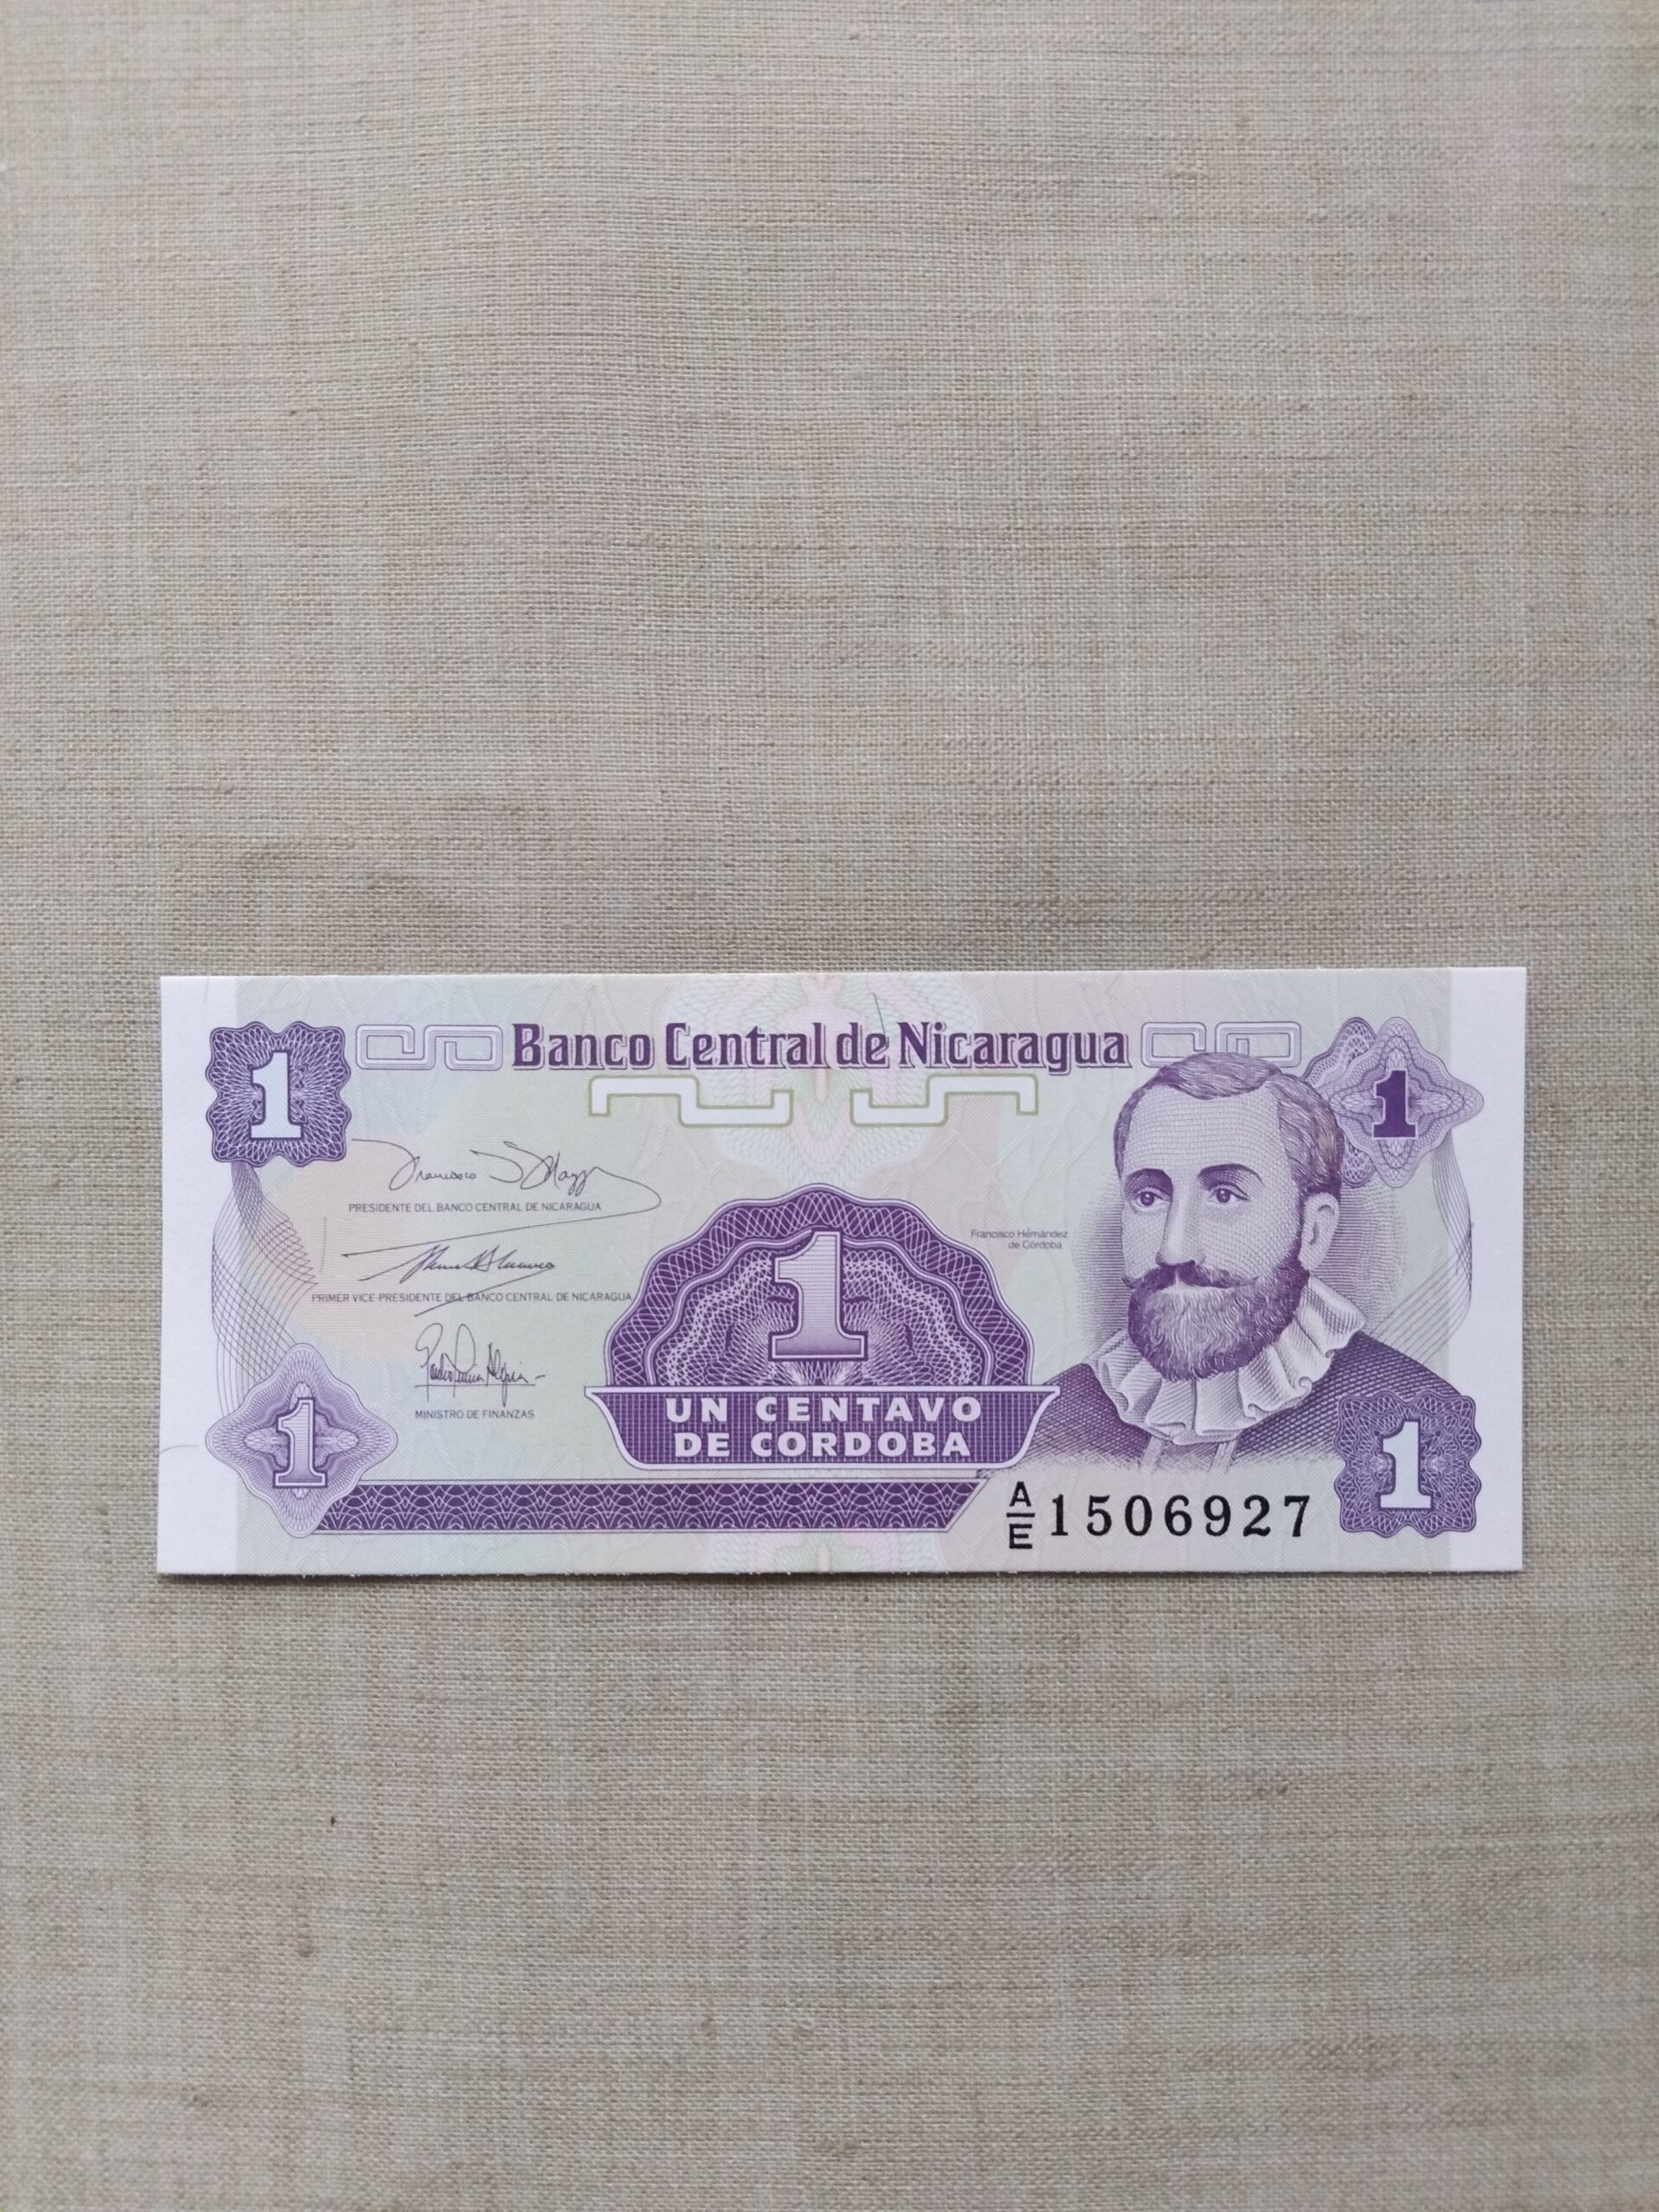 1
Banco Central de Nicaragua
1
PRESIDENTE DEL BANCO CENTRAL DE NICARAGUA
Francisco Hernández
de Córdoba
1
PRIMER VICE-PRESIDENTE DEL BANCO CENTRAL DE NICARAGUA
MINISTRO DE FINANZAS
UN CENTAVO
DE CORDOBA
1
1
A/E 1506927